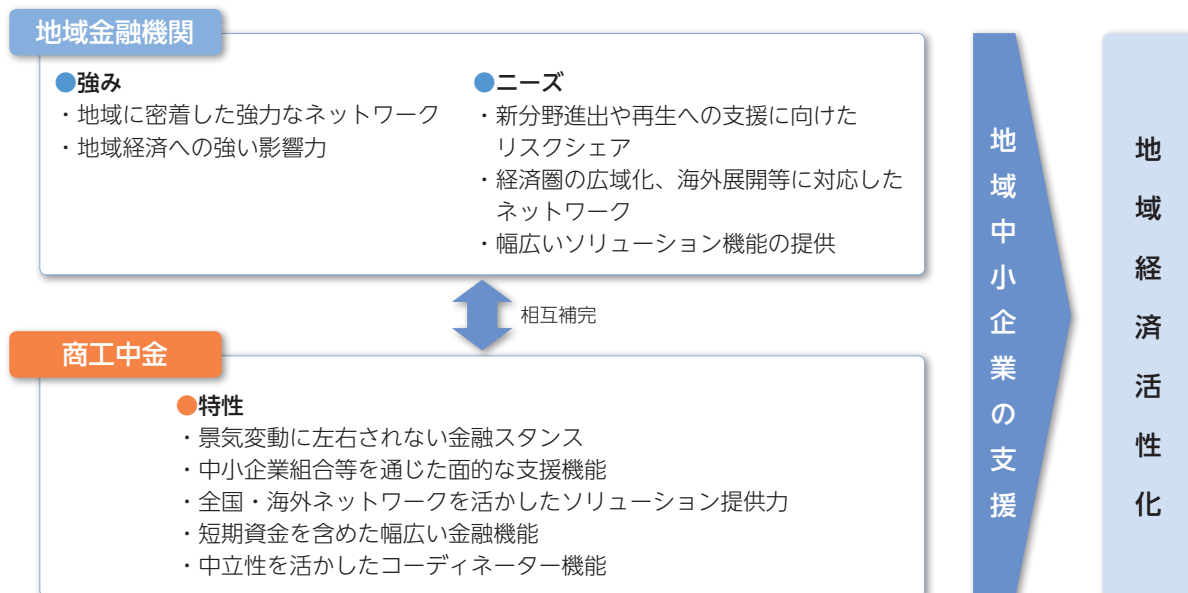 地域金融機関
●強み
・地域に密着した強力なネットワーク
・地域経済への強い影響力
●ニーズ
・新分野進出や再生への支援に向けた
リスクシェア
・経済圏の広域化、海外展開等に対応した
ネットワーク
・幅広いソリューション機能の提供
相互補完
商工中金
●特性
・景気変動に左右されない金融スタンス
・中小企業組合等を通じた面的な支援機能
・全国・海外ネットワークを活かしたソリューション提供力
・短期資金を含めた幅広い金融機能
・中立性を活かしたコーディネーター機能
地域中小企業の支援
地域経済活性化